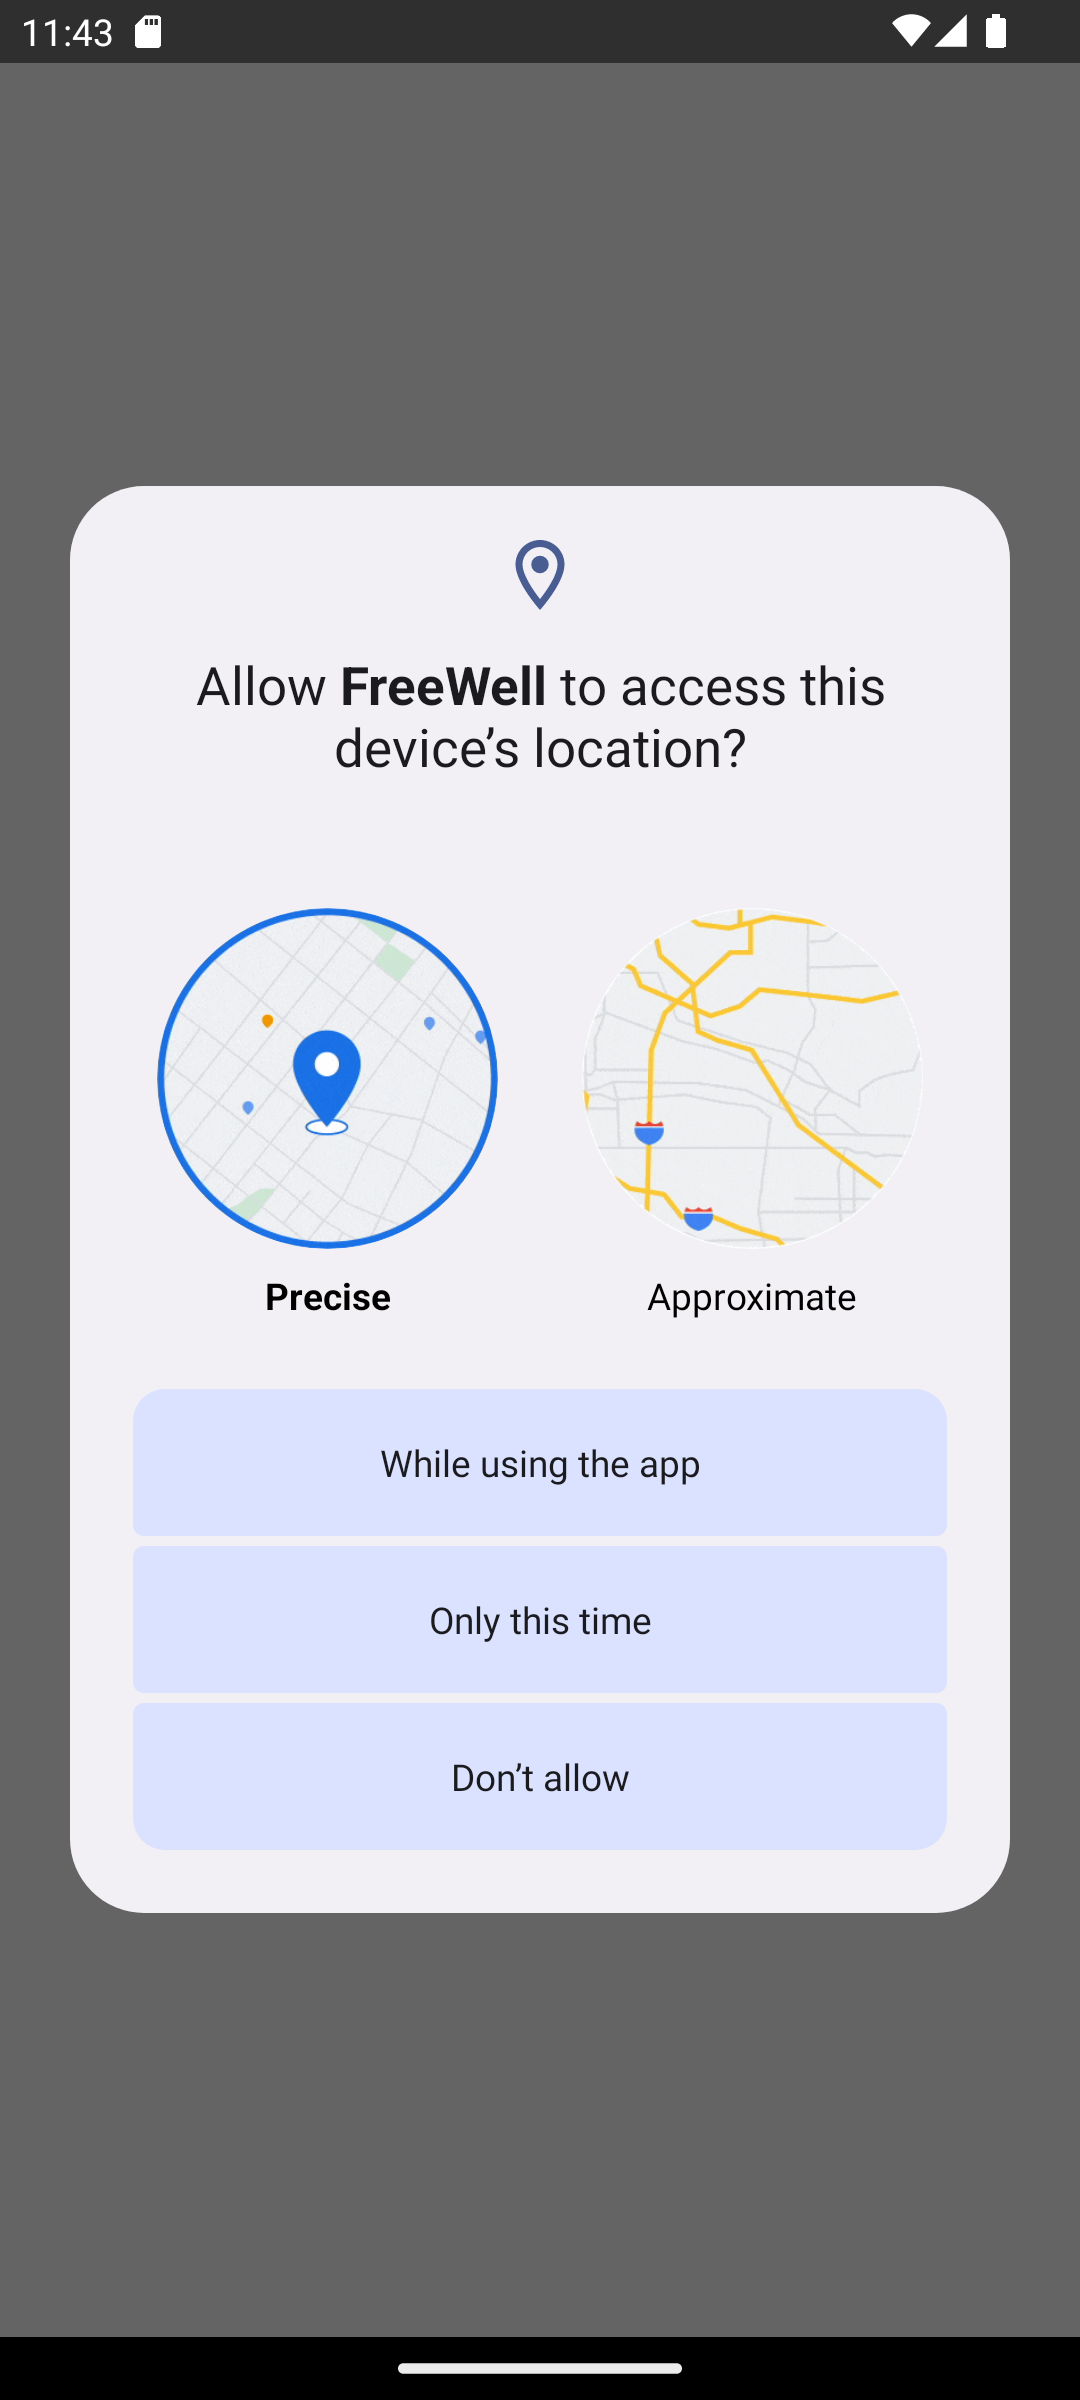 11:43
Allow FreeWell to access this
device’s location?
Precise
Approximate
While using the app
Only this time
Don’t allow